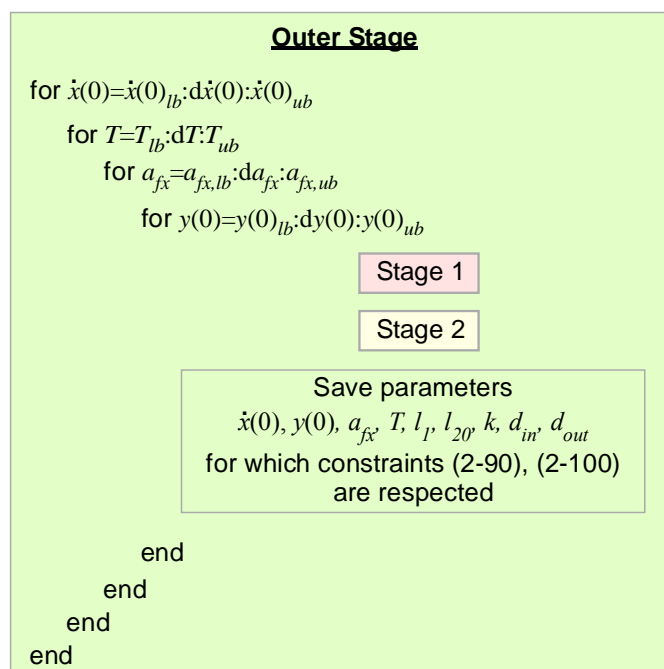 Outer Stage
for ẋ(0)=ẋ(0)lb:dẋ(0):ẋ(0)ub
for T=Tlb:dT:Tub
for afx=afx,lb:dafx:afx,ub
for y(0)=y(0)lb:dy(0):y(0)ub
Stage 1
Stage 2
Save parameters
ẋ(0), y(0), afx, T, l1, l20, k, din, dout
for which constraints (2-90), (2-100)
are respected
end
end
end
end